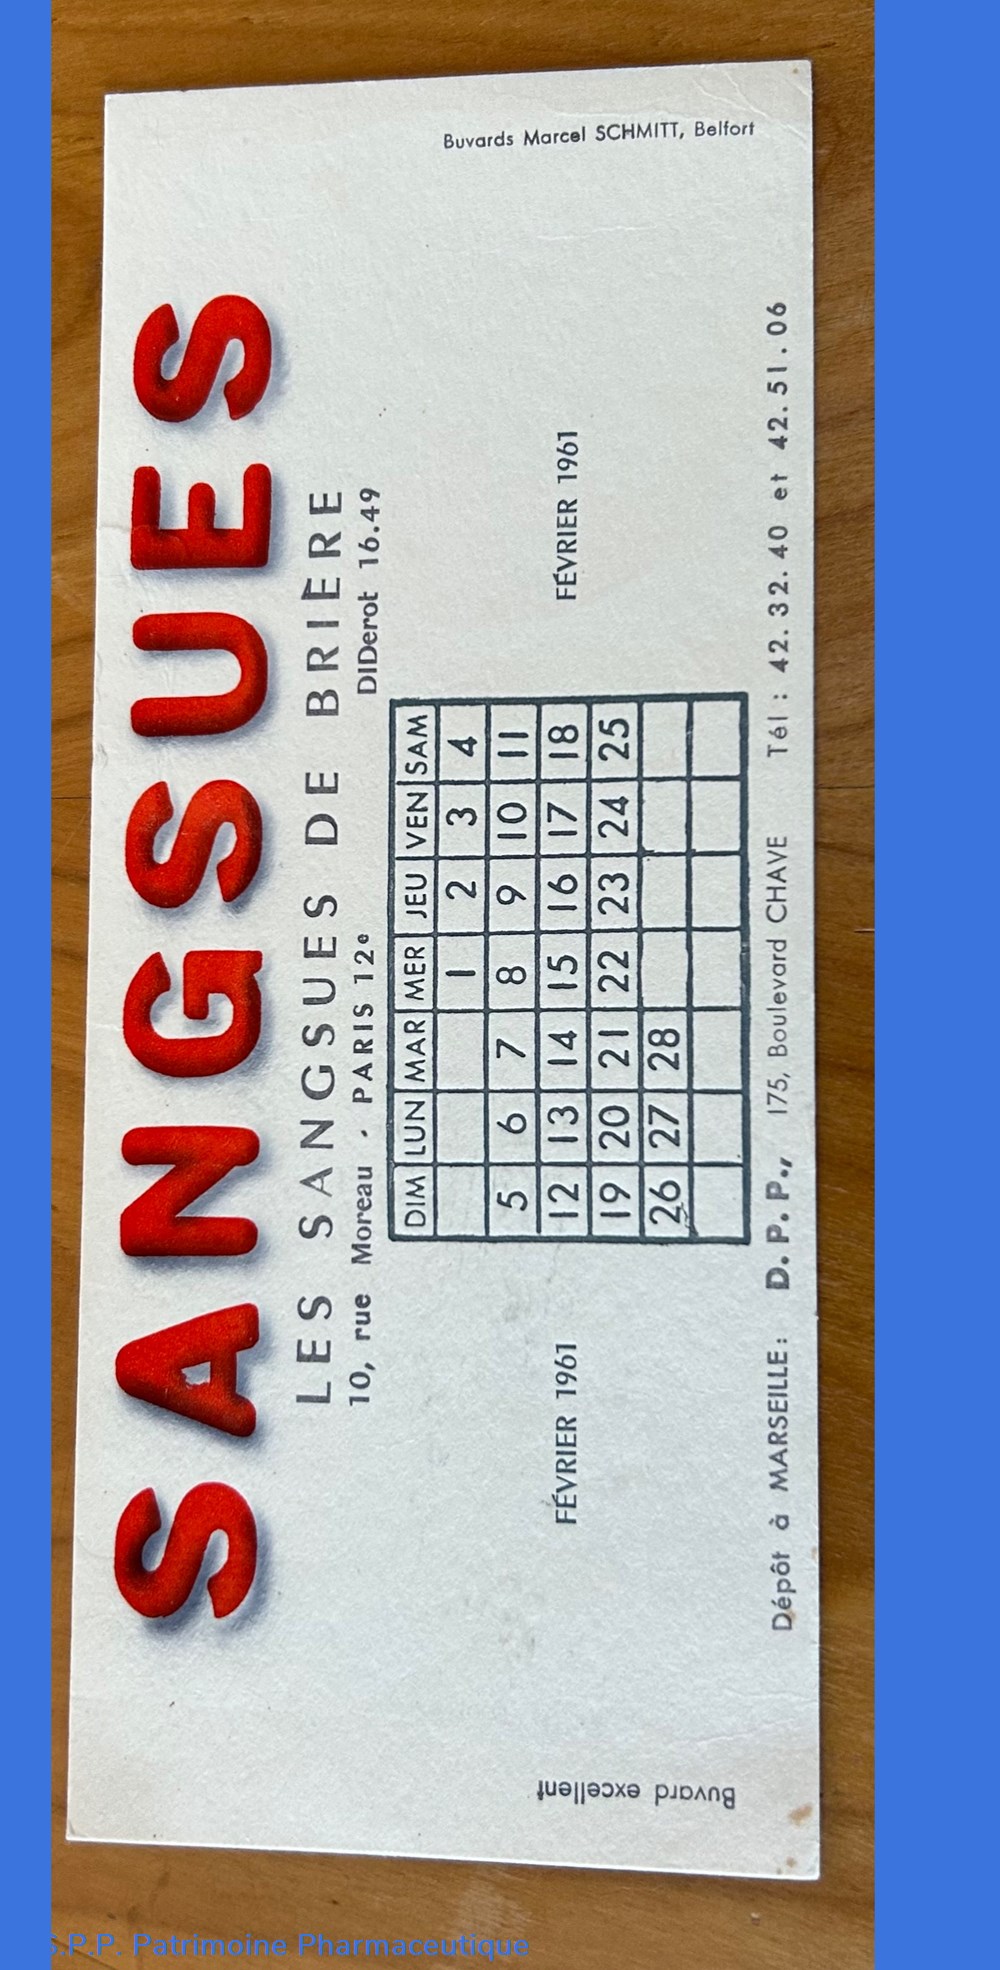 SANGSUES
LES SANGSUES DE BRIÈRE
10, rue Moreau - PARIS 12e DIDerot 16.49
DIM LUN MAR MER JEU VEN SAM
1 2 3 4
5 6 7 8 9 10 11
12 13 14 15 16 17 18
19 20 21 22 23 24 25
26 27 28
FÉVRIER 1961
FÉVRIER 1961
Dépôt à MARSEILLE: D.P.P., 175, Boulevard CHAVE Tél : 42.32.40 et 42.51.06
Buvard excellent
Buvards Marcel SCHMITT, Belfort
S.P.P. Patrimoine Pharmaceutique